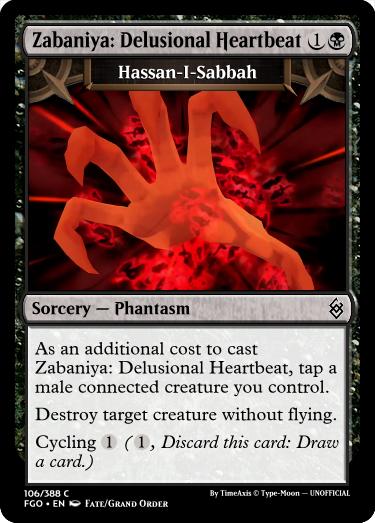 Zabaniya: Delusional Heartbeat 1
Hassan-I-Sabbah
Sorcery — Phantasm
As an additional cost to cast
Zabaniya: Delusional Heartbeat, tap a
male connected creature you control.
Destroy target creature without flying.
Cycling 1 ( 1, Discard this card: Draw
a card.)
106/388 C
FGO • EN Fate/Grand Order
By TimeAxis © Type-Moon — UNOFFICIAL